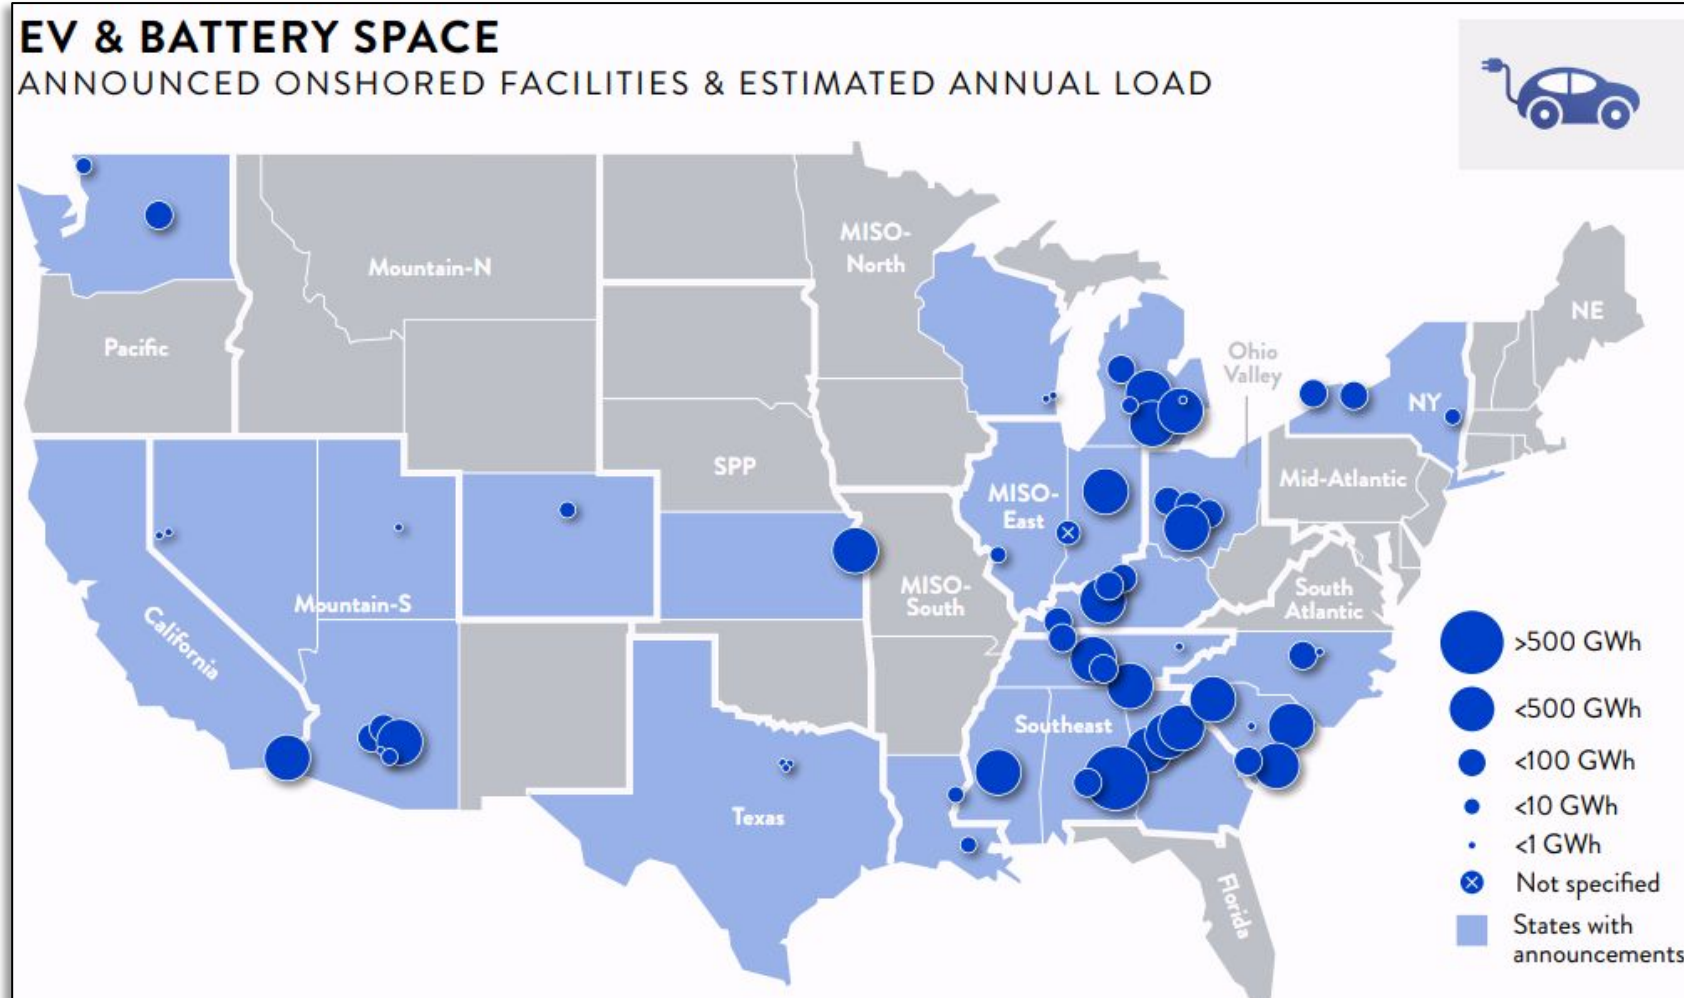 EV & BATTERY SPACE
ANNOUNCED ONSHORED FACILITIES & ESTIMATED ANNUAL LOAD
MISO-
North
Mountain-N
NE
Pacific
Ohio
Valley
NY
SPP
Mid-Atlantic
MISO-
East
MISO-
South
South
Atlantic
Mountain-S
California
Southeast
Texas
Florida
>500 GWh
<500 GWh
<100 GWh
<10 GWh
<1 GWh
Not specified
States with
announcements